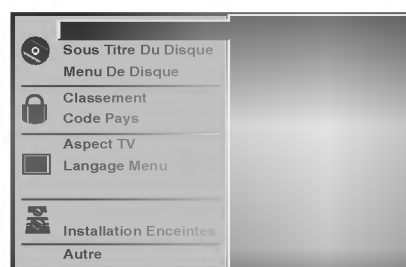 Sous Titre Du Disque
Menu De Disque
Classement
Code Pays
Aspect TV
Langage Menu
Installation Enceintes
Autre